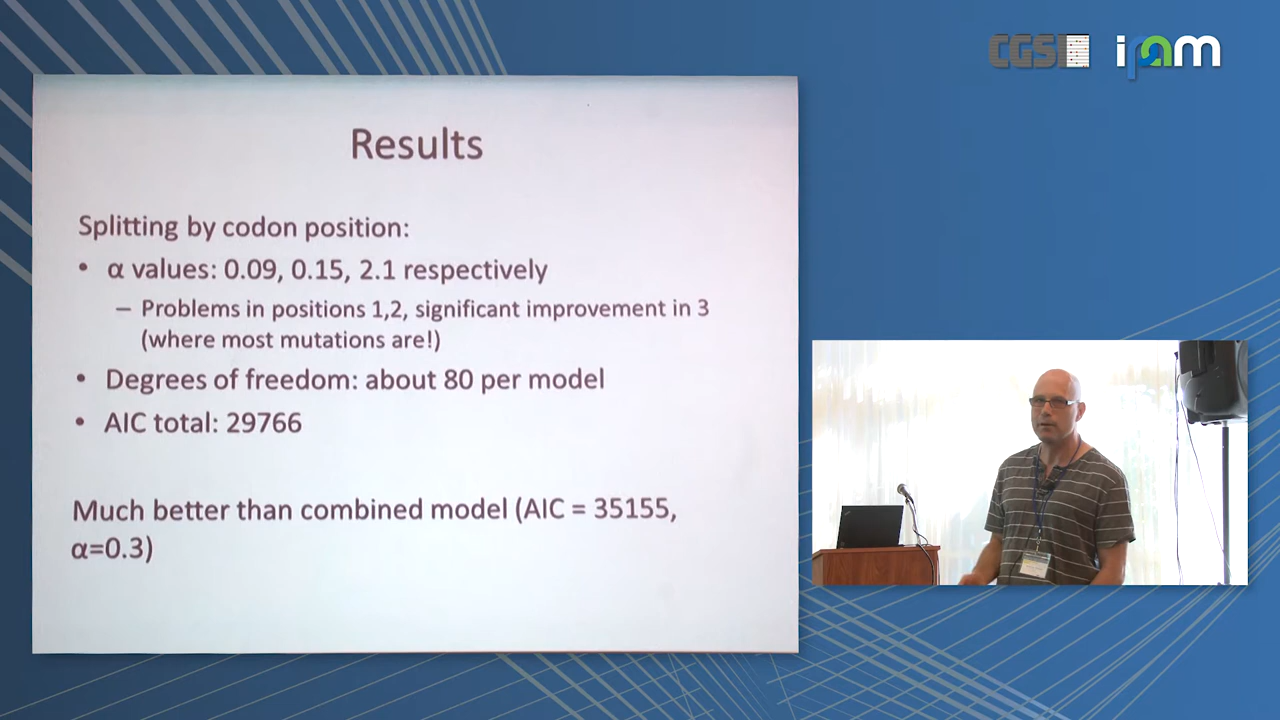 CGSI ipam
Results
Splitting by codon position:
• α values: 0.09, 0.15, 2.1 respectively
– Problems in positions 1,2, significant improvement in 3
(where most mutations are!)
• Degrees of freedom: about 80 per model
• AIC total: 29766
Much better than combined model (AIC = 35155,
α=0.3)